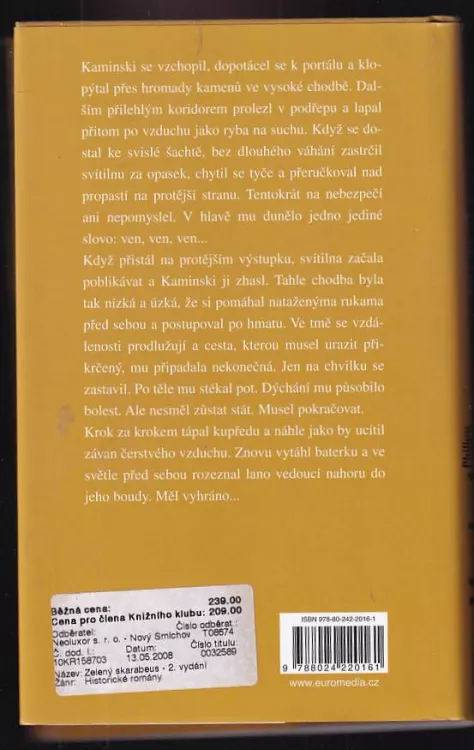 Kaminski se vzchopil, dopotácel se k portálu a klo-
pýtal přes hromady kamenů ve vysoké chodbě. Dal-
ším přilehlým koridorem prolezl v podřepu a lapal
přitom po vzduchu jako ryba na suchu. Když se do-
stal ke svislé šachtě, bez dlouhého váhání zastrčil
svítilnu za opasek, chytil se tyče a přeručkoval nad
propastí na protější stranu. Tentokrát na nebezpečí
ani nepomyslel. V hlavě mu dunělo jedno jediné
slovo: ven, ven, ven...
Když přistál na protějším výstupku, svítilna začala
poblikávat a Kaminski ji zhasl. Tahle chodba byla
tak nízká a úzká, že si pomáhal nataženýma rukama
před sebou a postupoval po hmatu. Ve tmě se vzdá-
lenosti prodlužují a cesta, kterou musel urazit při-
krčený, mu připadala nekonečná. Jen na chvilku se
zastavil. Po těle mu stékal pot. Dýchání mu působilo
bolest. Ale nesměl zůstat stát. Musel pokračovat.
Krok za krokem tápal kupředu a náhle jako by ucítil
závan čerstvého vzduchu. Znovu vytáhl baterku a ve
světle před sebou rozeznal lano vedoucí nahoru do
jeho boudy. Měl vyhráno...
Běžná cena: 239.00
Cena pro člena Knižního klubu: 209.00
Odběratel: Číslo odběrat.:
Neoluxor s. r. o. - Nový Smíchov T08674
Č. dod. l.: Datum: Číslo titulu:
10KR158703 13.05.2008 0032589
Název: Zelený skarabeus - 2. vydání
Žánr: Historické romány
ISBN 978-80-242-2016-1
9 788024 220161
www.euromedia.cz